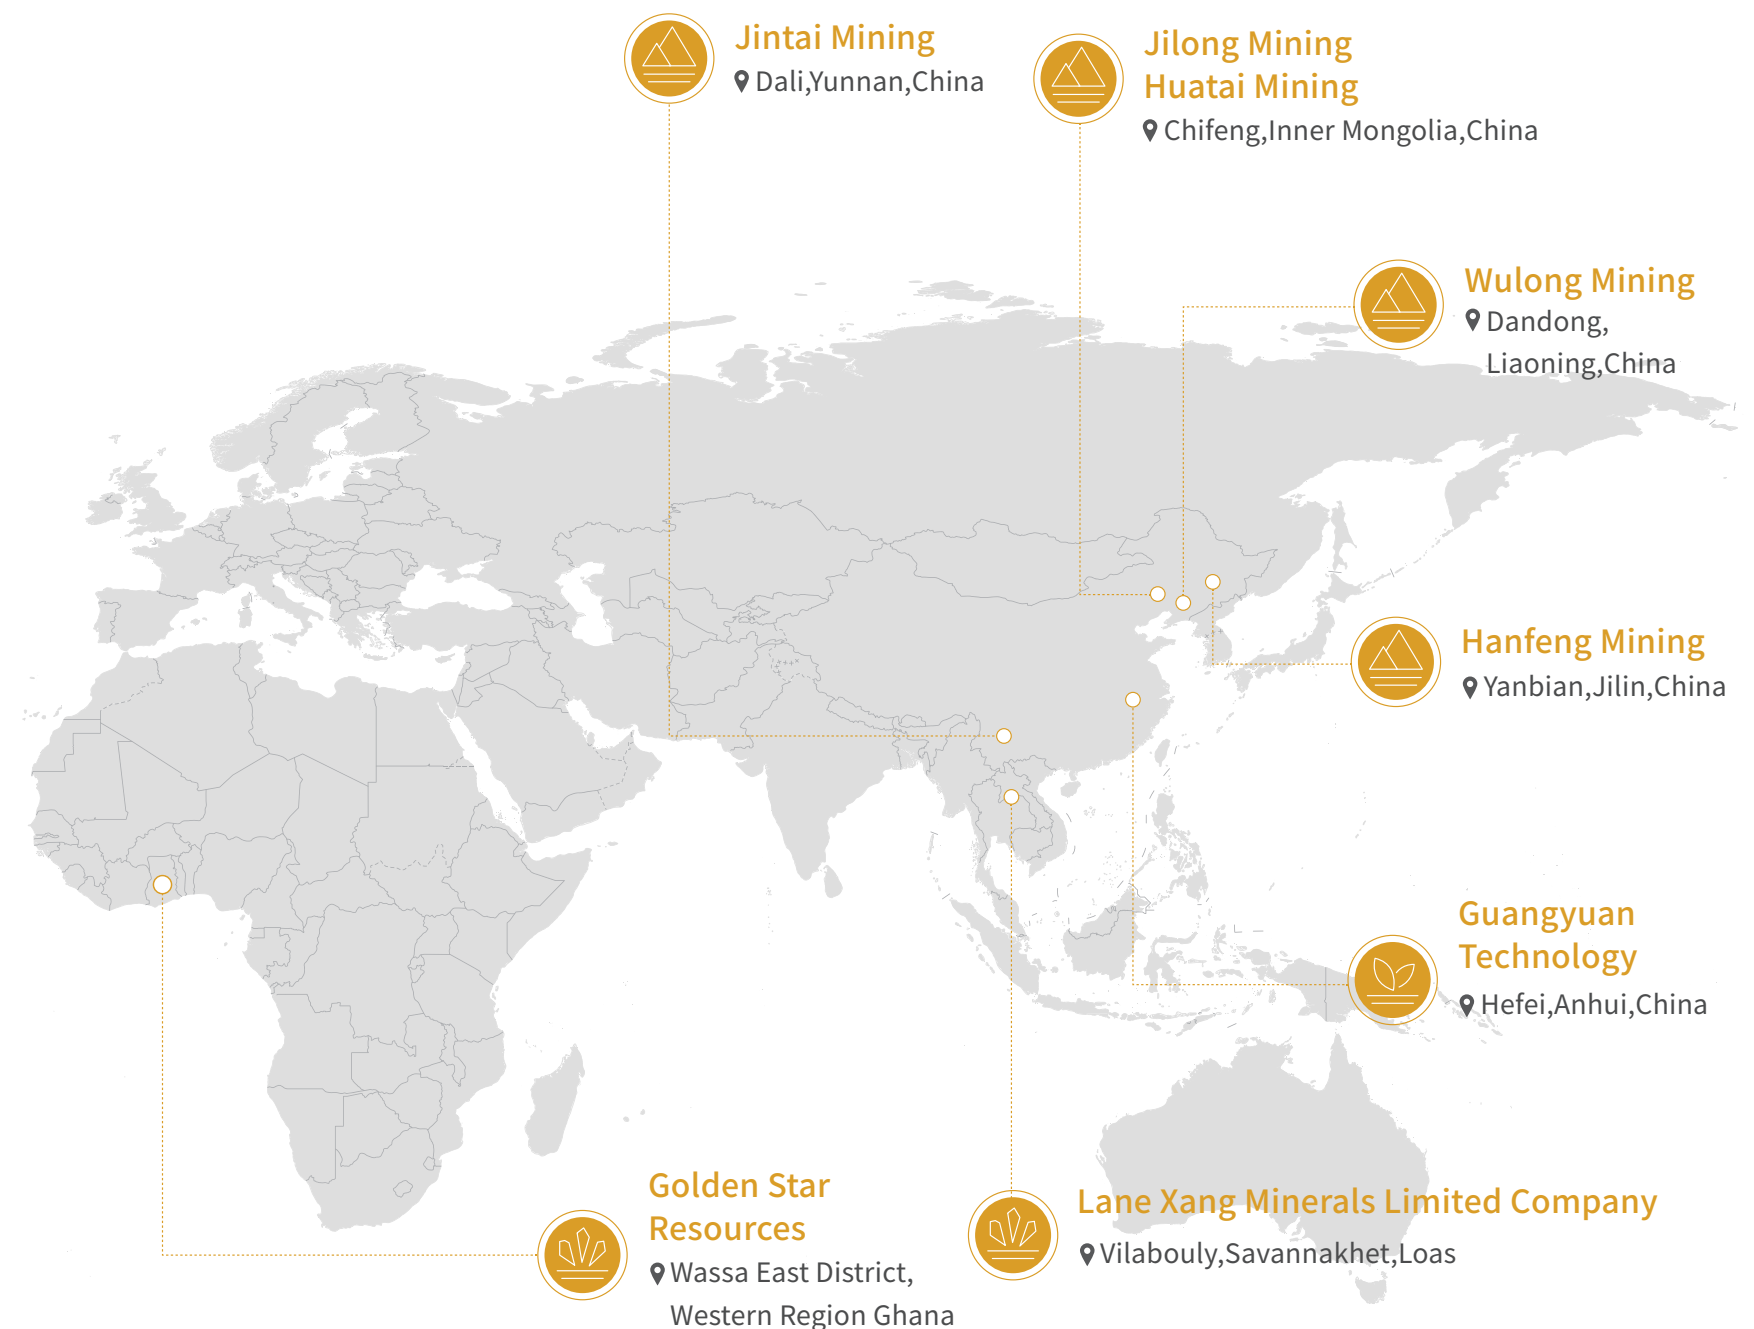 Jintai Mining
Dali,Yunnan,China
Jilong Mining
Huatai Mining
Chifeng,Inner Mongolia,China
Wulong Mining
Dandong,
Liaoning,China
Hanfeng Mining
Yanbian,Jilin,China
Guangyuan
Technology
Hefei,Anhui,China
Golden Star
Resources
Wassa East District,
Western Region Ghana
Lane Xang Minerals Limited Company
Vilabouly,Savannakhet,Loas